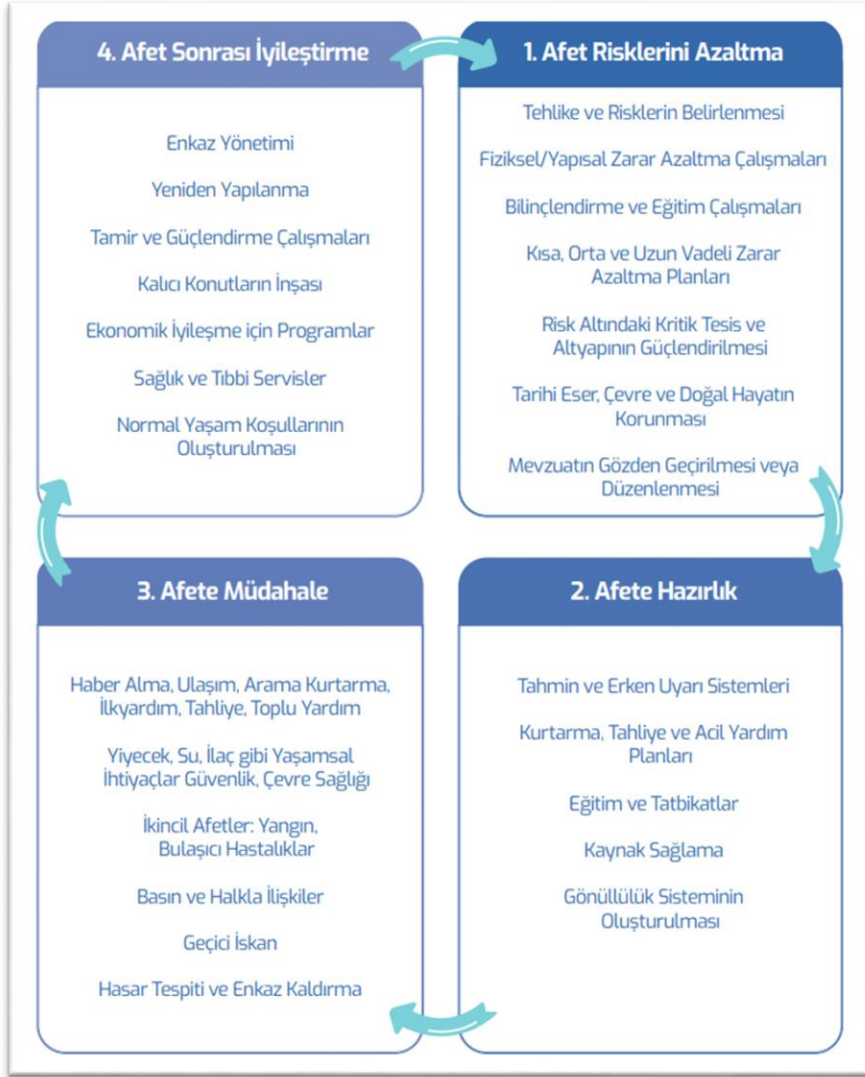 4. Afet Sonrası İyileştirme
Enkaz Yönetimi
Yeniden Yapılanma
Tamir ve Güçlendirme Çalışmaları
Kalıcı Konutların İnşası
Ekonomik İyileşme için Programlar
Sağlık ve Tıbbi Servisler
Normal Yaşam Koşullarının
Oluşturulması
1. Afet Risklerini Azaltma
Tehlike ve Risklerin Belirlenmesi
Fiziksel/Yapısal Zarar Azaltma Çalışmaları
Bilinçlendirme ve Eğitim Çalışmaları
Kısa, Orta ve Uzun Vadeli Zarar
Azaltma Planları
Risk Altındaki Kritik Tesis ve
Altyapının Güçlendirilmesi
Tarihi Eser, Çevre ve Doğal Hayatın
Korunması
Mevzuatın Gözden Geçirilmesi veya
Düzenlenmesi
3. Afete Müdahale
Haber Alma, Ulaşım, Arama Kurtarma,
İlkyardım, Tahliye, Toplu Yardım
Yiyecek, Su, İlaç gibi Yaşamsal
İhtiyaçlar Güvenlik, Çevre Sağlığı
İkincil Afetler: Yangın,
Bulaşıcı Hastalıklar
Basın ve Halkla İlişkiler
Geçici İskan
Hasar Tespiti ve Enkaz Kaldırma
2. Afete Hazırlık
Tahmin ve Erken Uyarı Sistemleri
Kurtarma, Tahliye ve Acil Yardım
Planları
Eğitim ve Tatbikatlar
Kaynak Sağlama
Gönüllülük Sisteminin
Oluşturulması